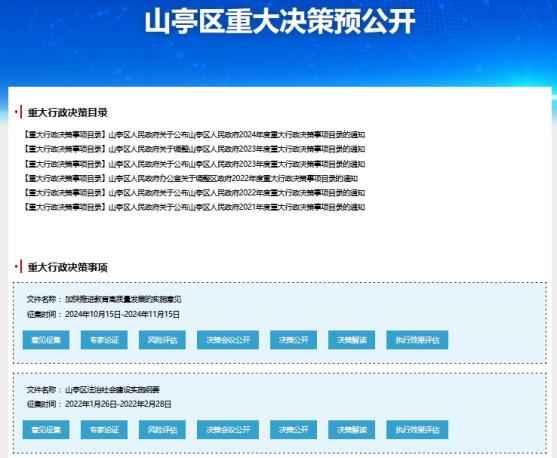 山亭区重大决策预公开
重大行政决策目录
【重大行政决策事项目录】山亭区人民政府关于公布山亭区人民政府2024年度重大行政决策事项目录的通知
【重大行政决策事项目录】山亭区人民政府关于调整山亭区人民政府2023年度重大行政决策事项目录的通知
【重大行政决策事项目录】山亭区人民政府关于公布山亭区人民政府2023年度重大行政决策事项目录的通知
【重大行政决策事项目录】山亭区人民政府办公室关于调整区政府2022年度重大行政决策事项目录的通知
【重大行政决策事项目录】山亭区人民政府关于公布山亭区人民政府2022年度重大行政决策事项目录的通知
【重大行政决策事项目录】山亭区人民政府关于公布山亭区人民政府2021年度重大行政决策事项目录的通知
重大行政决策事项
文件名称： 加快推进教育高质量发展的实施意见
征集时间： 2024年10月15日-2024年11月15日
意见征集 专家论证 风险评估 决策会议公开 决策公开 决策解读 执行效果评估
文件名称： 山亭区法治社会建设实施纲要
征集时间： 2022年1月26日-2022年2月28日
意见征集 专家论证 风险评估 决策会议公开 决策公开 决策解读 执行效果评估